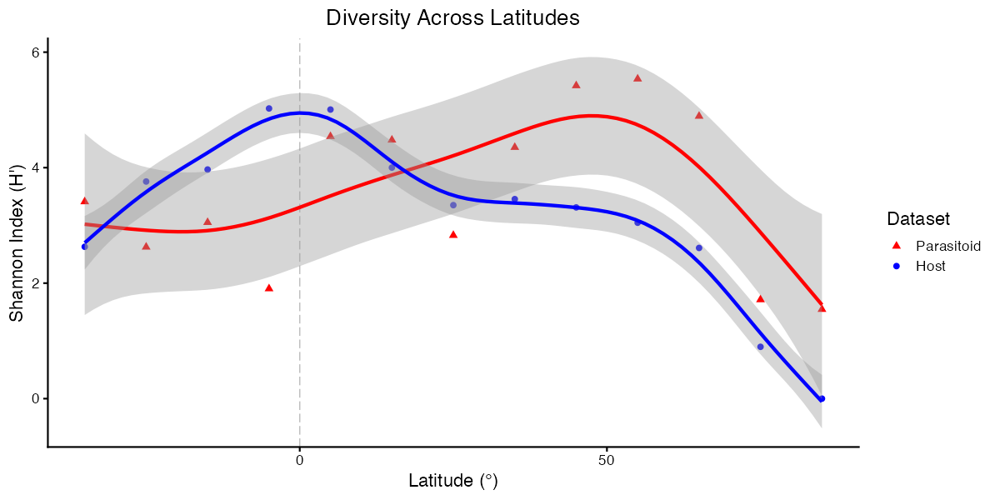 Diversity Across Latitudes
Shannon Index (H')
6
4
2
0
0
50
Latitude (°)
Dataset
Parasitoid
Host